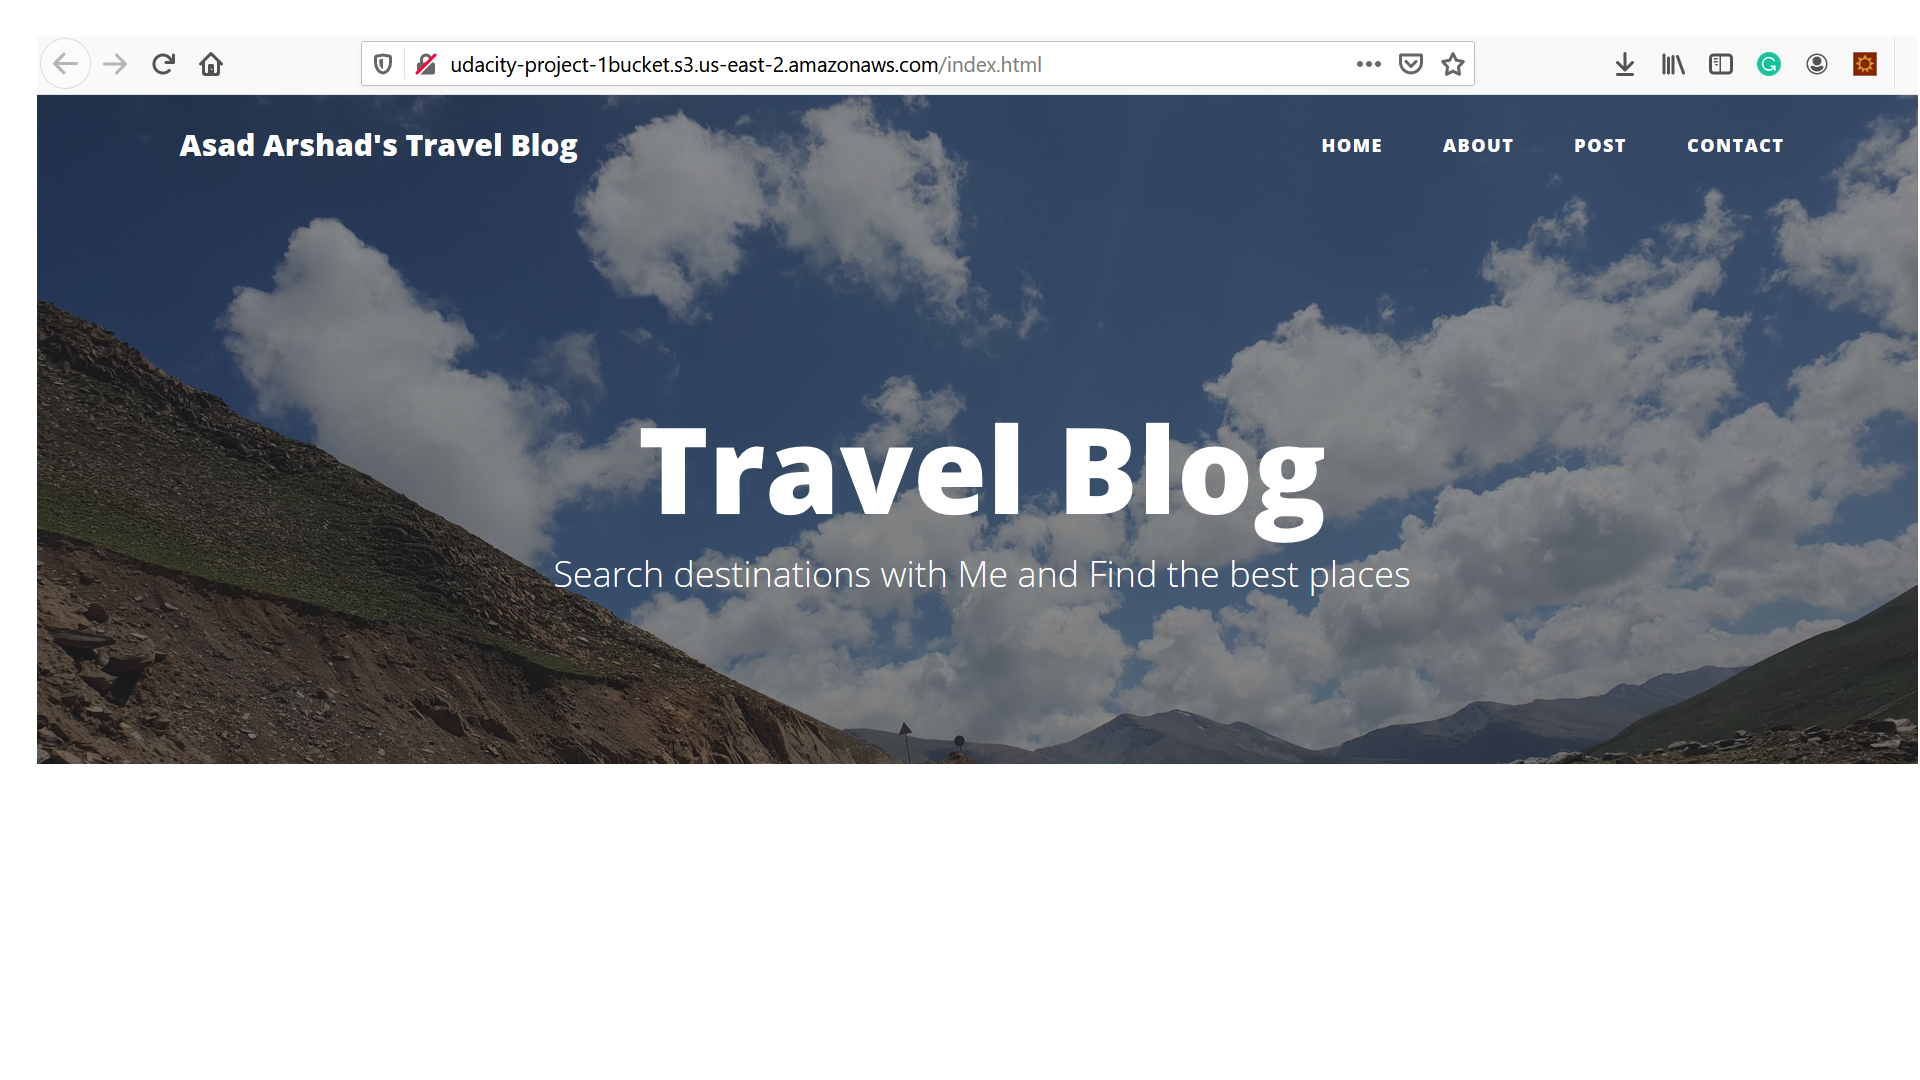 udacity-project-1bucket.s3.us-east-2.amazonaws.com/index.html
Asad Arshad's Travel Blog
HOME ABOUT POST CONTACT
Travel Blog
Search destinations with Me and Find the best places